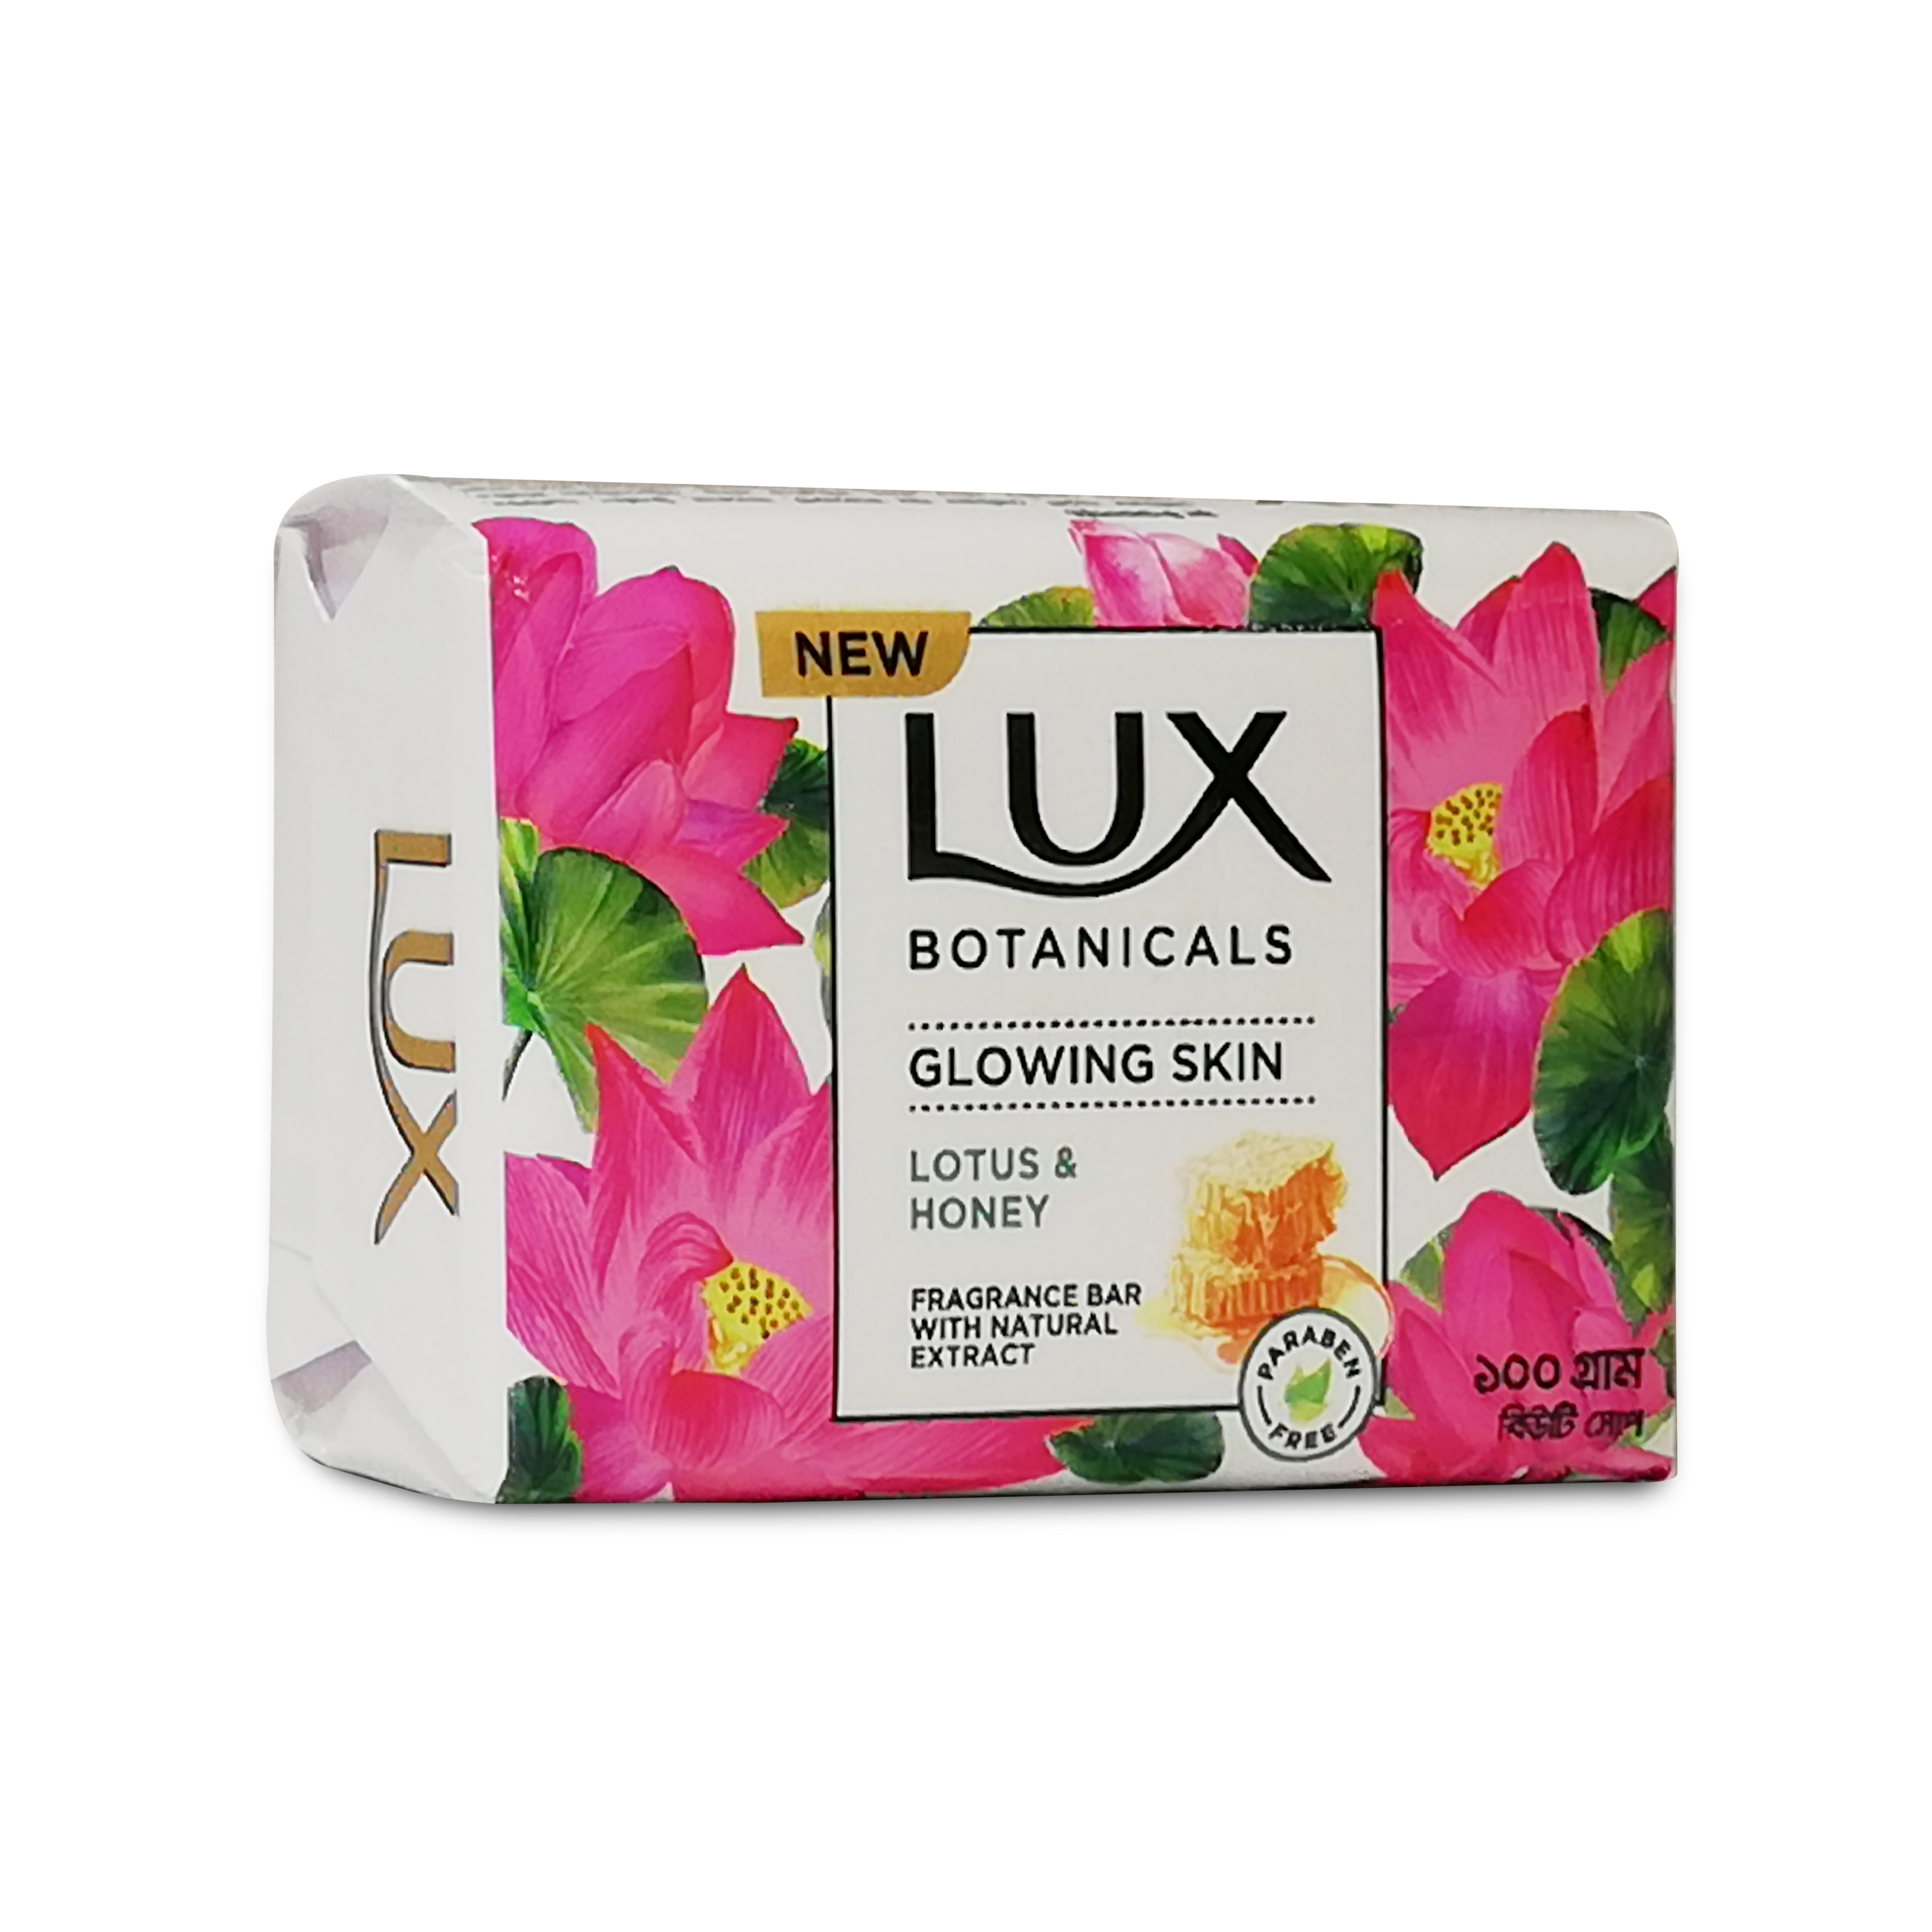 NEW
LUX
BOTANICALS
GLOWING SKIN
LOTUS &
HONEY
FRAGRANCE BAR
WITH NATURAL
EXTRACT
PARABEN
FREE
১০০ গ্রাম
বিউটি সোপ
LUX